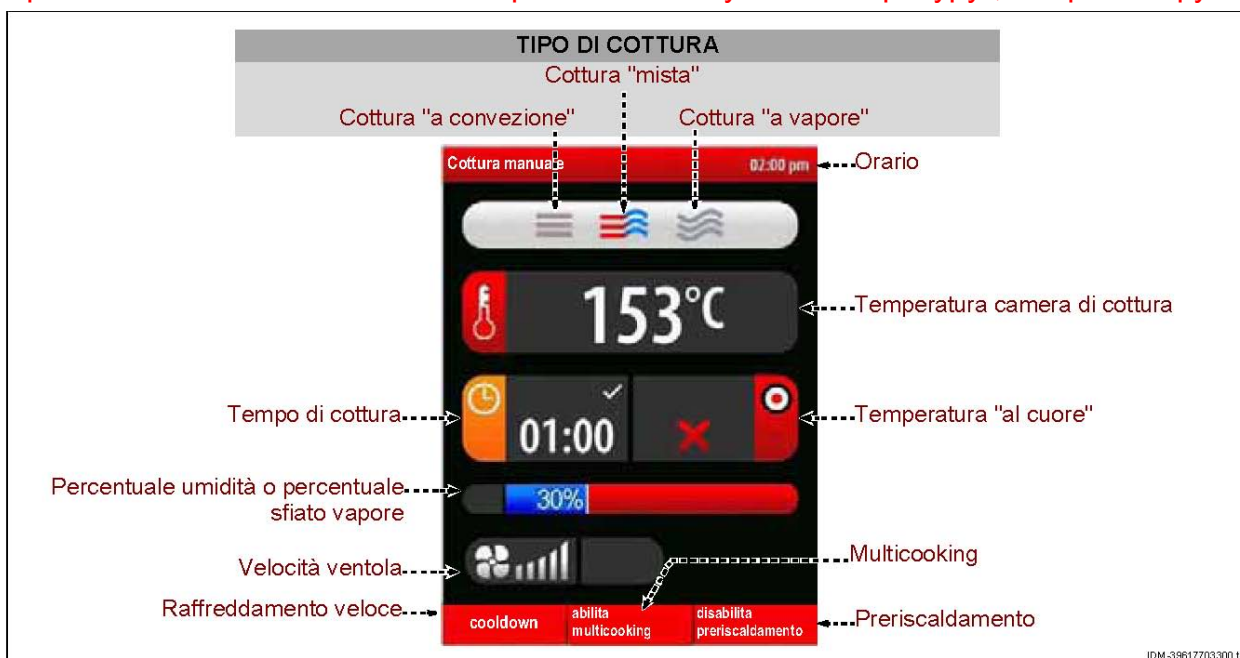 TIPO DI COTTURA
Cottura "mista"
Cottura "a convezione"
Cottura "a vapore"
Cottura manuale
02:00 pm
Orario
153°C
Temperatura camera di cottura
Tempo di cottura
01:00
Temperatura "al cuore"
Percentuale umidità o percentuale
sfiato vapore
30%
Velocità ventola
Multicooking
Raffreddamento veloce
cooldown
abilita
multicooking
disabilita
preriscaldamento
Preriscaldamento
IDM-39617703300.t